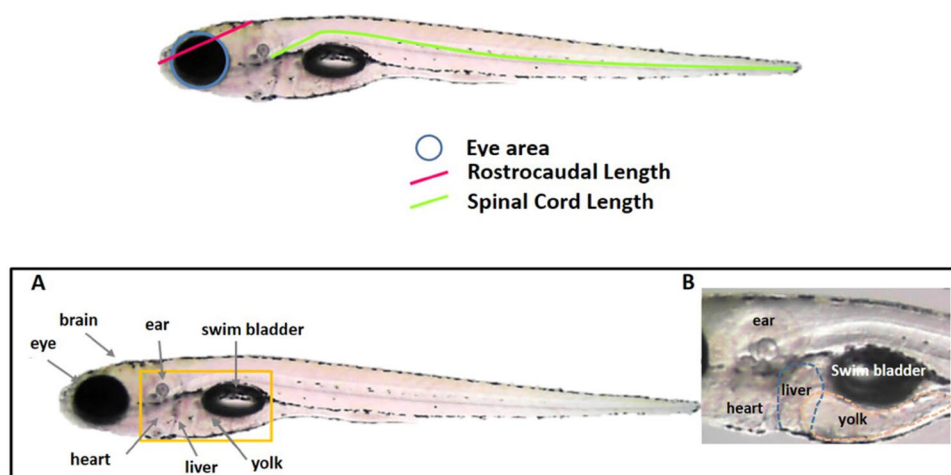 Eye area
Rostrocaudal Length
Spinal Cord Length
A
B
brain
ear
swim bladder
eye
heart
liver
yolk
ear
Swim bladder
liver
heart
yolk